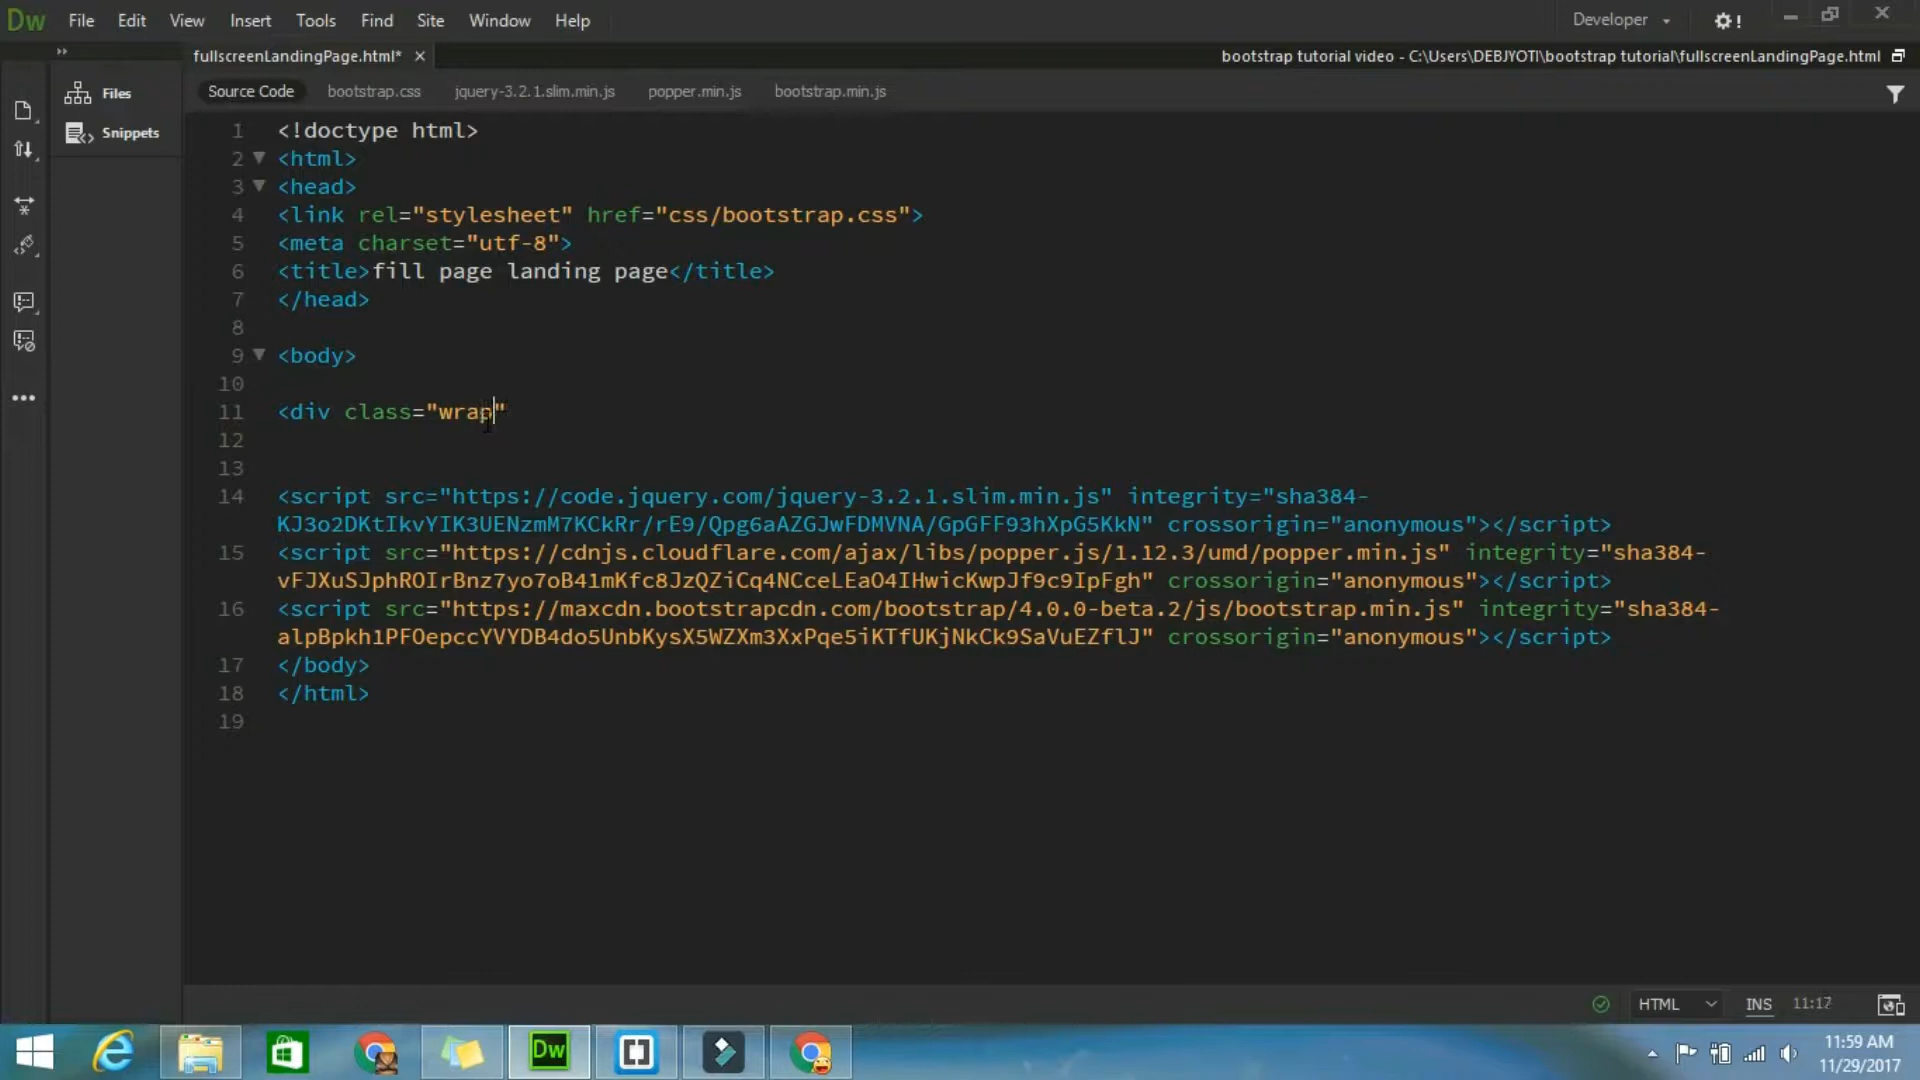 Dw File Edit View Insert Tools Find Site Window Help Developer
fullscreenLandingPage.html* bootstrap tutorial video - C:\Users\DEBJYOTI\bootstrap tutorial\fullscreenLandingPage.html
Files
Snippets
Source Code bootstrap.css jquery-3.2.1.slim.min.js popper.min.js bootstrap.min.js
1 <!doctype html>
2 <html>
3 <head>
4 <link rel="stylesheet" href="css/bootstrap.css">
5 <meta charset="utf-8">
6 <title>fill page landing page</title>
7 </head>
8
9 <body>
10
11 <div class="wrap"
12
13
14 <script src="https://code.jquery.com/jquery-3.2.1.slim.min.js" integrity="sha384-
KJ3o2DKtIkvYIK3UENzmM7KCkRr/rE9/Qpg6aAZGJwFDMVNA/GpGFF93hXpG5KkN" crossorigin="anonymous"></script>
15 <script src="https://cdnjs.cloudflare.com/ajax/libs/popper.js/1.12.3/umd/popper.min.js" integrity="sha384-
vFJXuSJphROIrBnz7yo7oB41mKfc8JzQZiCq4NCceLEaO4IHwicKwpJf9c9IpFgh" crossorigin="anonymous"></script>
16 <script src="https://maxcdn.bootstrapcdn.com/bootstrap/4.0.0-beta.2/js/bootstrap.min.js" integrity="sha384-
alpBpkh1PFOepccYVYDB4do5UnbKysX5WZXm3XxPqe5iKTfUKjNkCk9SaVuEZflJ" crossorigin="anonymous"></script>
17 </body>
18 </html>
19
HTML INS 11:17
Dw
11:59 AM
11/29/2017